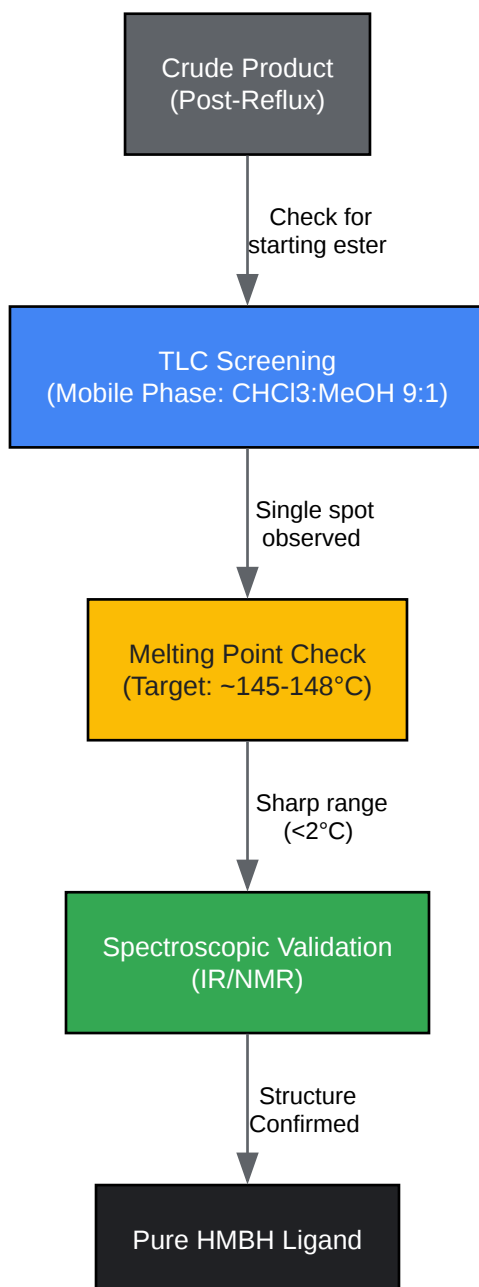 Crude Product
(Post-Reflux)
Check for
starting ester
TLC Screening
(Mobile Phase: CHCl3:MeOH 9:1)
Single spot
observed
Melting Point Check
(Target: ~145-148°C)
Sharp range
(<2°C)
Spectroscopic Validation
(IR/NMR)
Structure
Confirmed
Pure HMBH Ligand